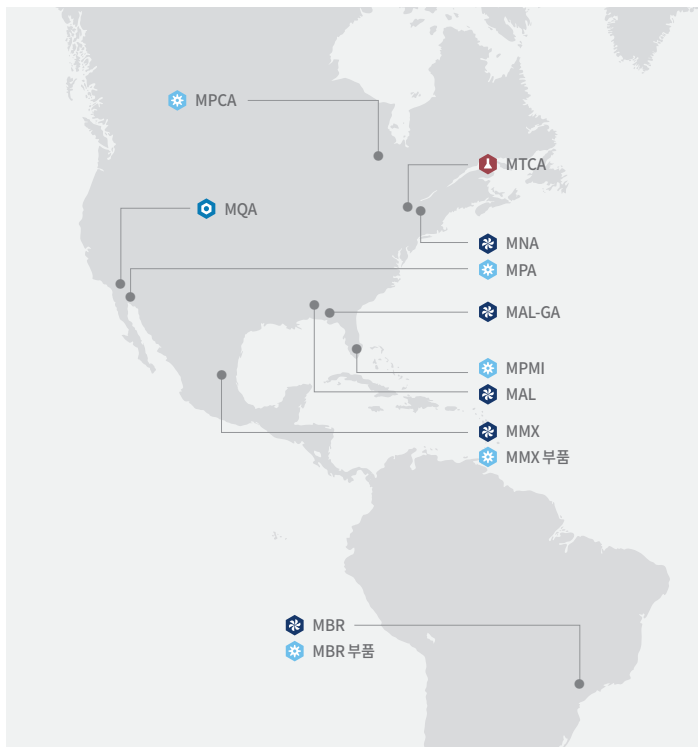 MPCA
MTCA
MQA
MNA
MPA
MAL-GA
MPMI
MAL
MMX
MMX 부품
MBR
MBR 부품